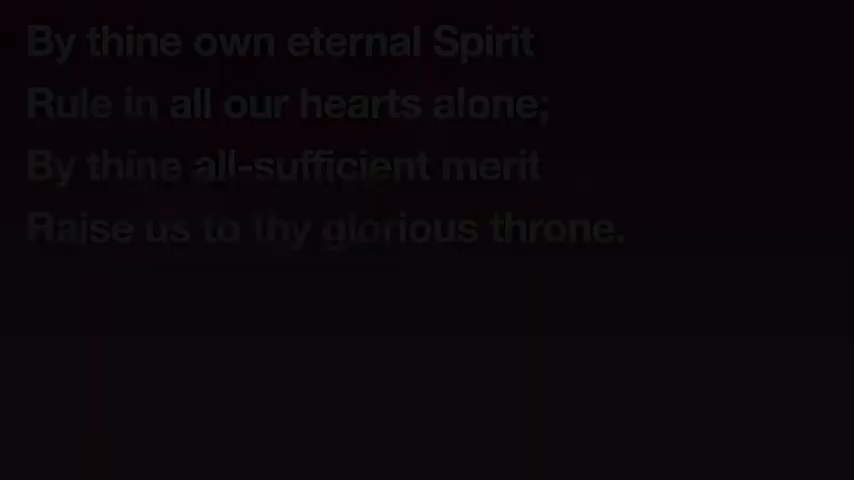 By thine own eternal Spirit
Rule in all our hearts alone;
By thine all-sufficient merit
Raise us to thy glorious throne.